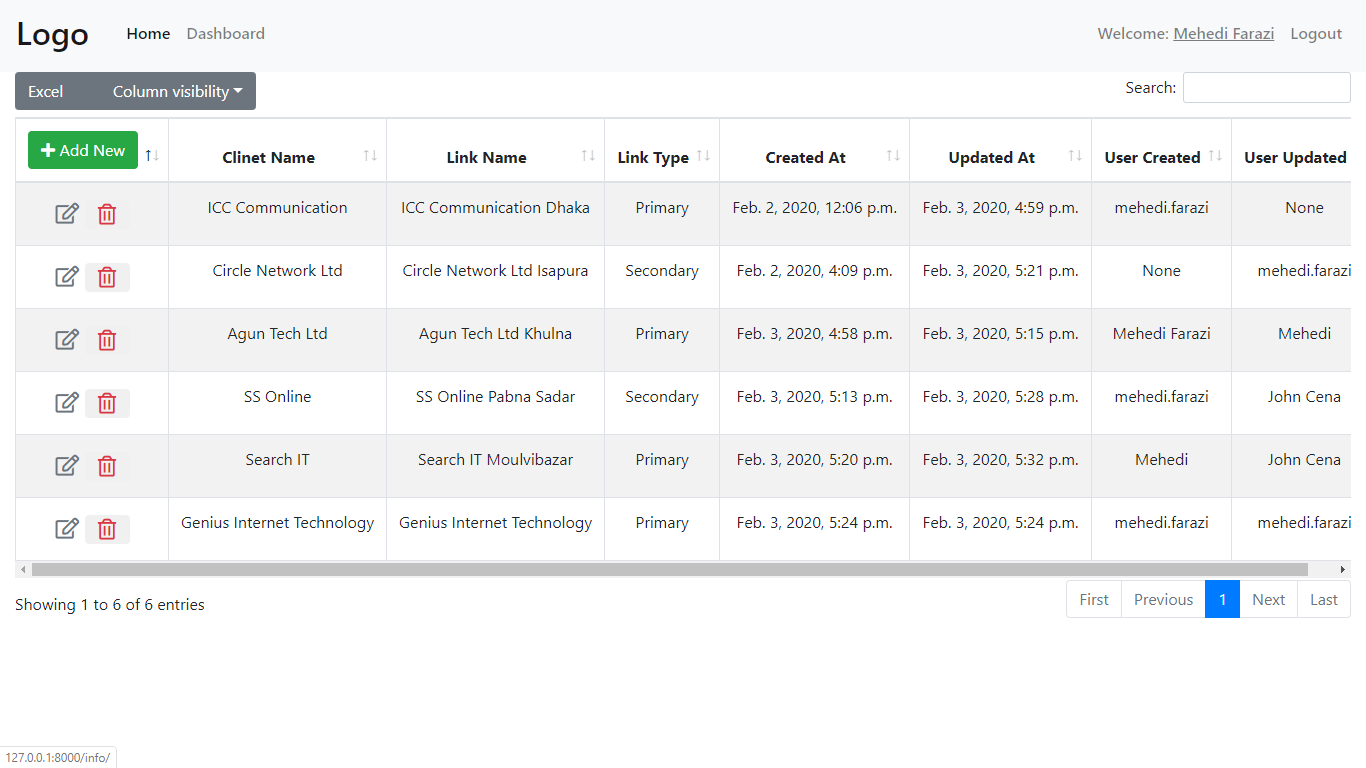 Logo Home Dashboard Welcome: Mehedi Farazi Logout
Excel Column visibility Search:
Add New Clinet Name Link Name Link Type Created At Updated At User Created User Updated
ICC Communication ICC Communication Dhaka Primary Feb. 2, 2020, 12:06 p.m. Feb. 3, 2020, 4:59 p.m. mehedi.farazi None
Circle Network Ltd Circle Network Ltd Isapura Secondary Feb. 2, 2020, 4:09 p.m. Feb. 3, 2020, 5:21 p.m. None mehedi.farazi
Agun Tech Ltd Agun Tech Ltd Khulna Primary Feb. 3, 2020, 4:58 p.m. Feb. 3, 2020, 5:15 p.m. Mehedi Farazi Mehedi
SS Online SS Online Pabna Sadar Secondary Feb. 3, 2020, 5:13 p.m. Feb. 3, 2020, 5:28 p.m. mehedi.farazi John Cena
Search IT Search IT Moulvibazar Primary Feb. 3, 2020, 5:20 p.m. Feb. 3, 2020, 5:32 p.m. Mehedi John Cena
Genius Internet Technology Genius Internet Technology Primary Feb. 3, 2020, 5:24 p.m. Feb. 3, 2020, 5:24 p.m. mehedi.farazi mehedi.farazi
Showing 1 to 6 of 6 entries First Previous 1 Next Last
127.0.0.1:8000/info/